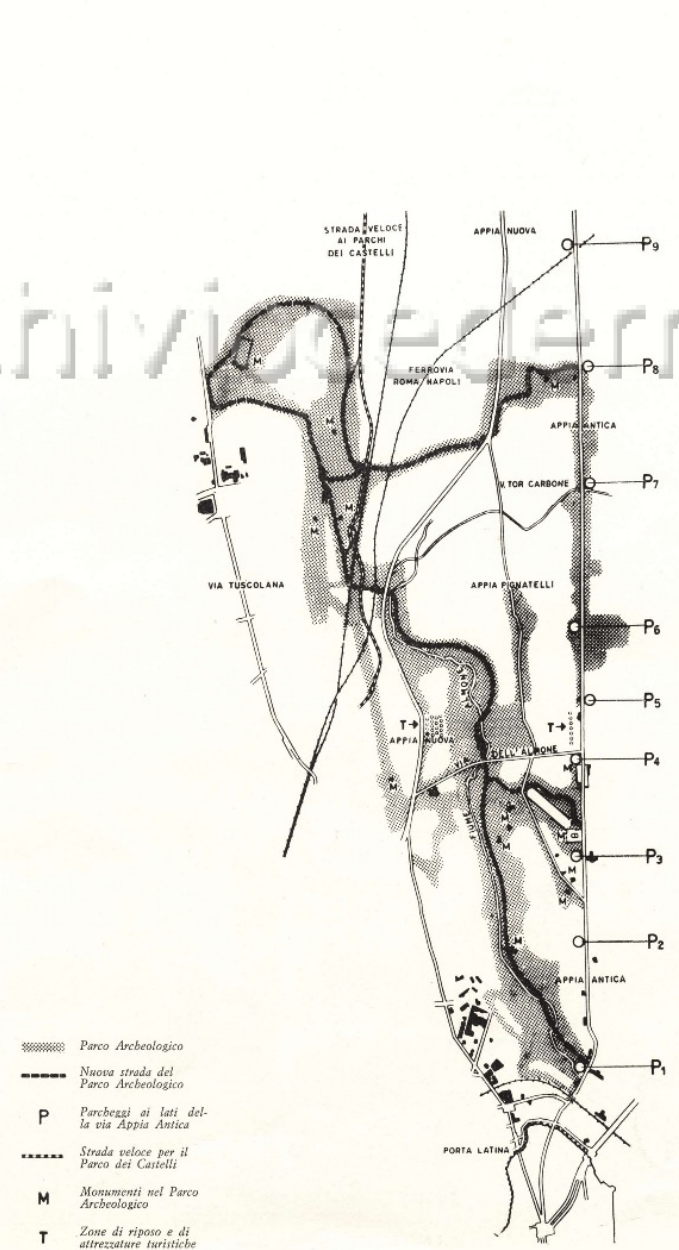 STRADA VELOCE
AI PARCHI
DEI CASTELLI
APPIA NUOVA
P9
hivi
eder
M
FERROVIA
ROMA NAPOLI
P8
M
M
APPIA ANTICA
V. TOR CARBONE
P7
M
M
VIA TUSCOLANA
APPIA PIGNATELLI
P6
P5
T
T
APPIA NUOVA
VIA DELL'ALMONE
P4
M
M
M
FIUME
M
M
P3
M
M
M
P2
APPIA ANTICA
P1
PORTA LATINA
Parco Archeologico
Nuova strada del
Parco Archeologico
P
Parcheggi ai lati del-
la via Appia Antica
Strada veloce per il
Parco dei Castelli
M
Monumenti nel Parco
Archeologico
T
Zone di riposo e di
attrezzature turistiche